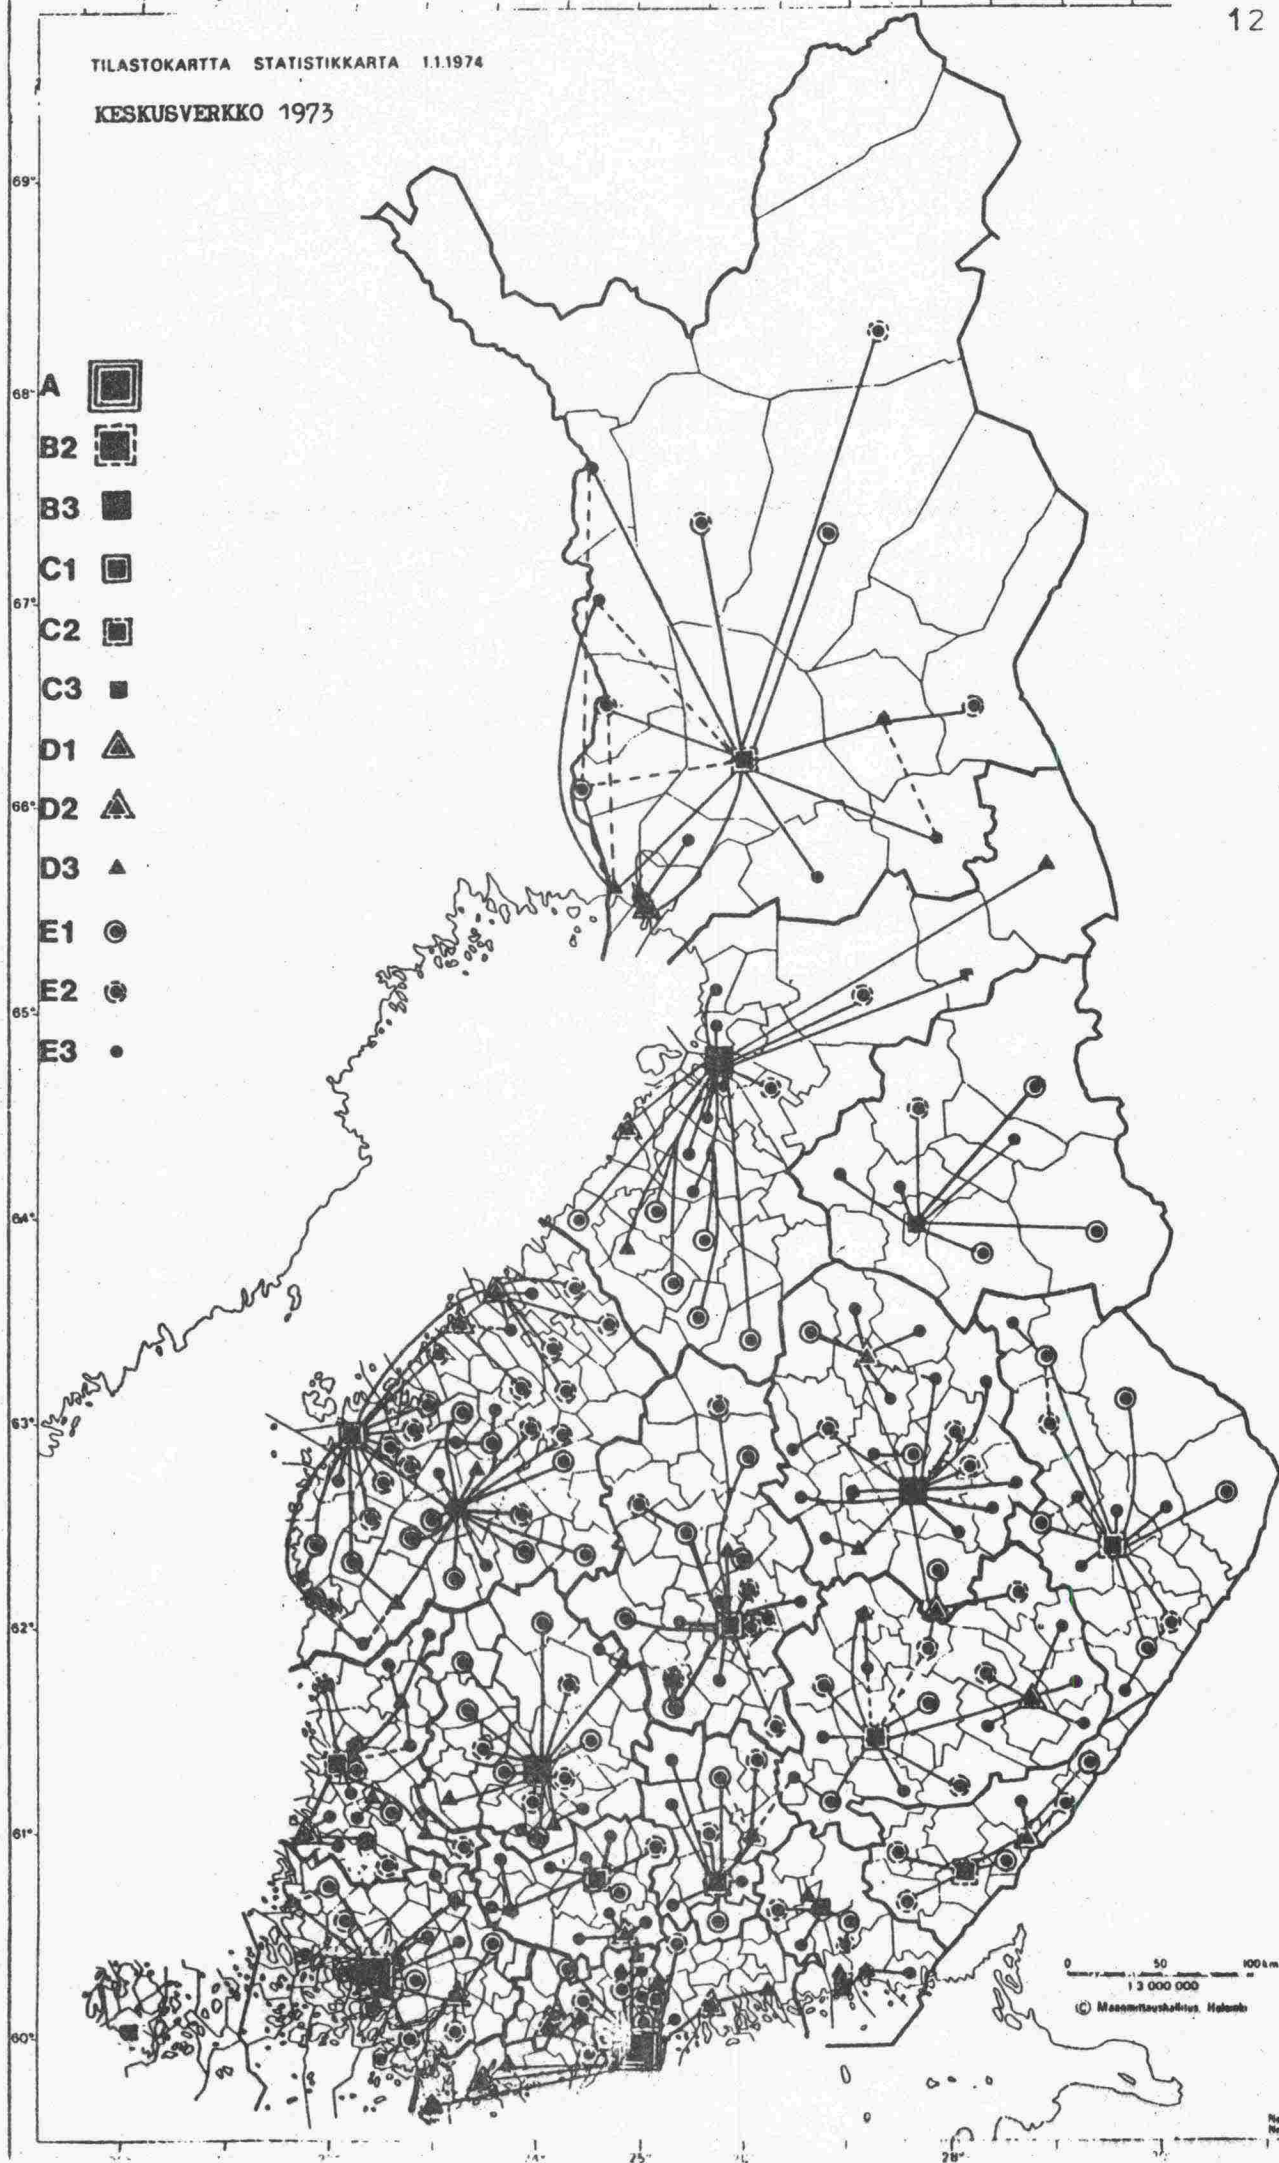 12
TILASTOKARTTA STATISTIKKARTA 1.1.1974
KESKUSVERKKO 1973
69°
68°
67°
66°
65°
64°
63°
62°
61°
60°
A
B2
B3
C1
C2
C3
D1
D2
D3
E1
E2
E3
0 50 100 km
1:3 000 000
© Maanmittaushallitus, Helsinki
25°
28°